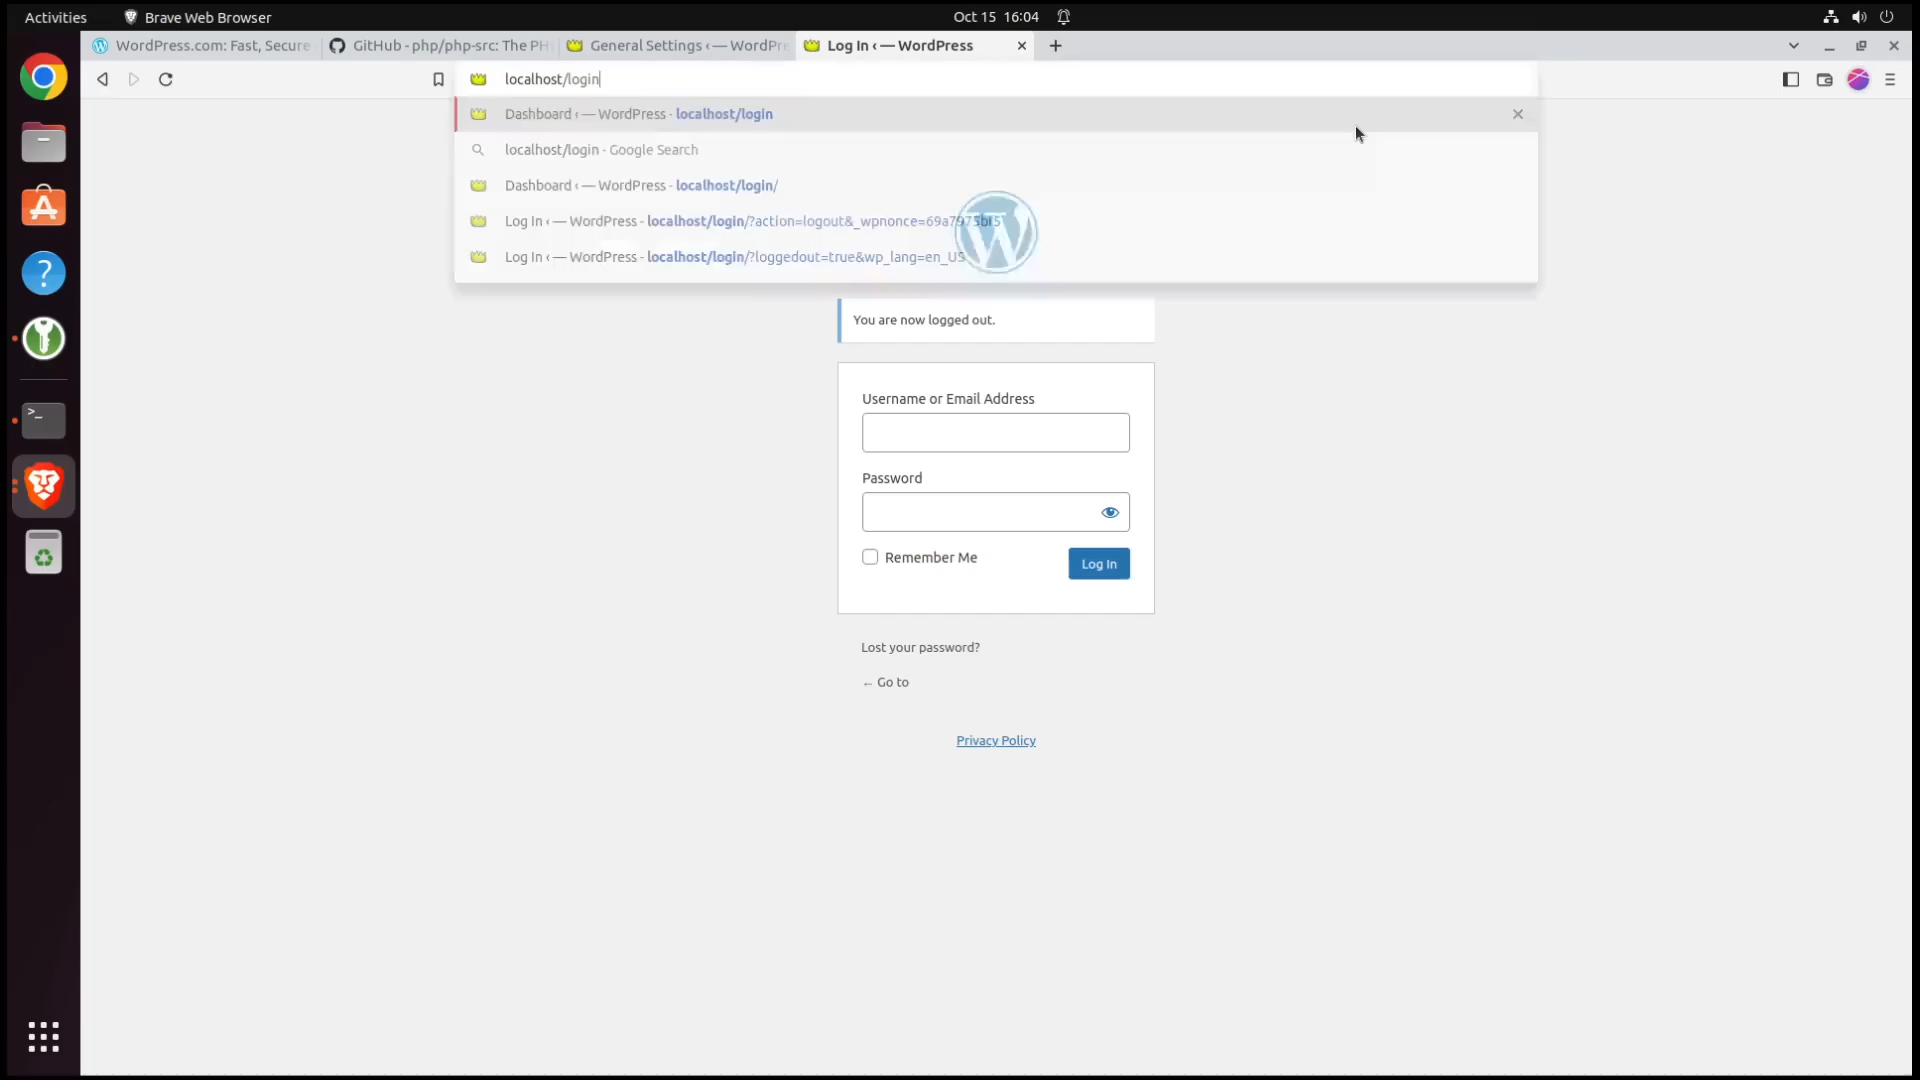 Activities
Brave Web Browser
Oct 15 16:04
WordPress.com: Fast, Secure
GitHub - php/php-src: The PH
General Settings ‹ — WordPre
Log In ‹ — WordPress
localhost/login
Dashboard ‹ — WordPress - localhost/login
localhost/login - Google Search
Dashboard ‹ — WordPress - localhost/login/
Log In ‹ — WordPress - localhost/login/?action=logout&_wpnonce=69a7975bf5
Log In ‹ — WordPress - localhost/login/?loggedout=true&wp_lang=en_US
You are now logged out.
Username or Email Address
Password
Remember Me
Log In
Lost your password?
← Go to
Privacy Policy